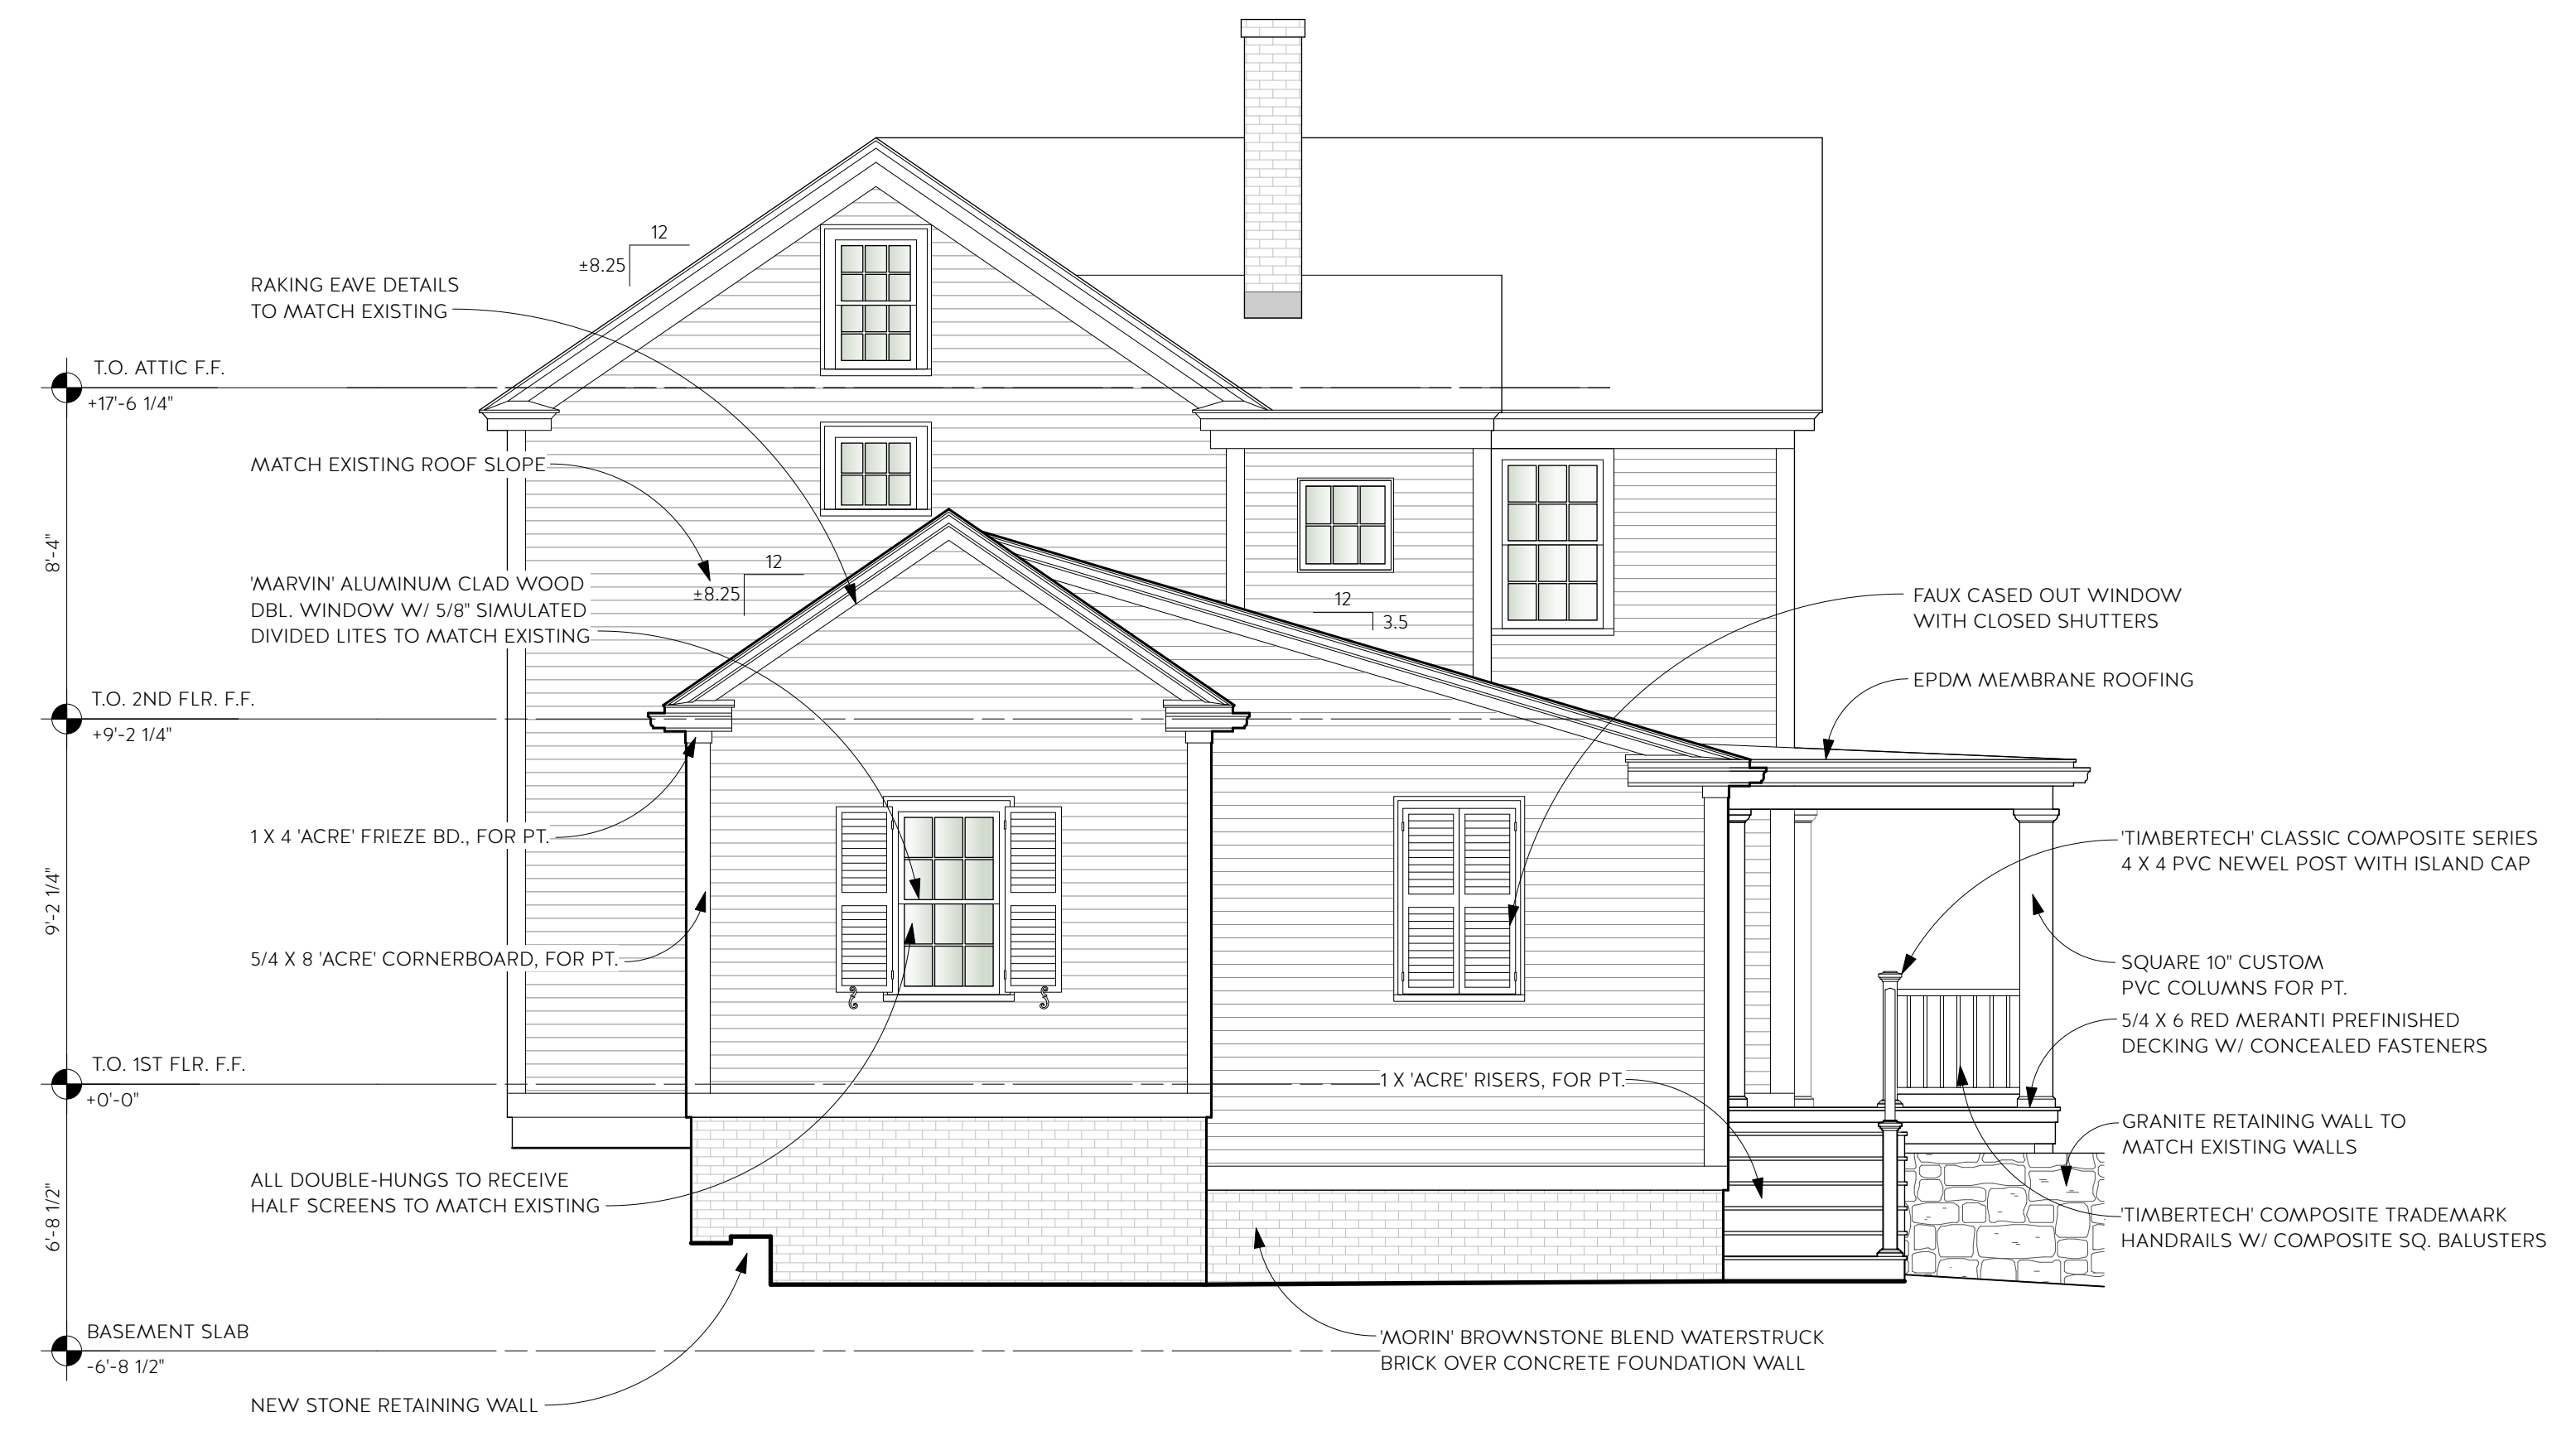 12
±8.25
RAKING EAVE DETAILS
TO MATCH EXISTING
T.O. ATTIC F.F.
+17'-6 1/4"
MATCH EXISTING ROOF SLOPE
8'-4"
12
±8.25
'MARVIN' ALUMINUM CLAD WOOD
DBL. WINDOW W/ 5/8" SIMULATED
DIVIDED LITES TO MATCH EXISTING
12
3.5
FAUX CASED OUT WINDOW
WITH CLOSED SHUTTERS
EPDM MEMBRANE ROOFING
T.O. 2ND FLR. F.F.
+9'-2 1/4"
1 X 4 'ACRE' FRIEZE BD., FOR PT.
'TIMBERTECH' CLASSIC COMPOSITE SERIES
4 X 4 PVC NEWEL POST WITH ISLAND CAP
9'-2 1/4"
5/4 X 8 'ACRE' CORNERBOARD, FOR PT.
SQUARE 10" CUSTOM
PVC COLUMNS FOR PT.
5/4 X 6 RED MERANTI PREFINISHED
DECKING W/ CONCEALED FASTENERS
T.O. 1ST FLR. F.F.
+0'-0"
1 X 'ACRE' RISERS, FOR PT.
GRANITE RETAINING WALL TO
MATCH EXISTING WALLS
ALL DOUBLE-HUNGS TO RECEIVE
HALF SCREENS TO MATCH EXISTING
6'-8 1/2"
'TIMBERTECH' COMPOSITE TRADEMARK
HANDRAILS W/ COMPOSITE SQ. BALUSTERS
BASEMENT SLAB
-6'-8 1/2"
'MORIN' BROWNSTONE BLEND WATERSTRUCK
BRICK OVER CONCRETE FOUNDATION WALL
NEW STONE RETAINING WALL